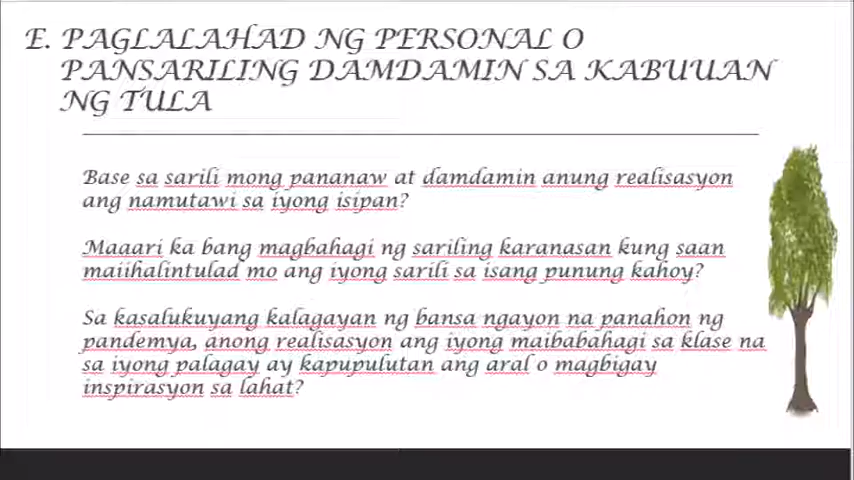 E. PAGLALAHAD NG PERSONAL O
PANSARILING DAMDAMIN SA KABUUAN
NG TULA
Base sa sarili mong pananaw at damdamin anung realisasyon
ang namutawi sa iyong isipan?
Maaari ka bang magbahagi ng sariling karanasan kung saan
maiihalintulad mo ang iyong sarili sa isang punung kahoy?
Sa kasalukuyang kalagayan ng bansa ngayon na panahon ng
pandemya, anong realisasyon ang iyong maibabahagi sa klase na
sa iyong palagay ay kapupulutan ang aral o magbigay
inspirasyon sa lahat?